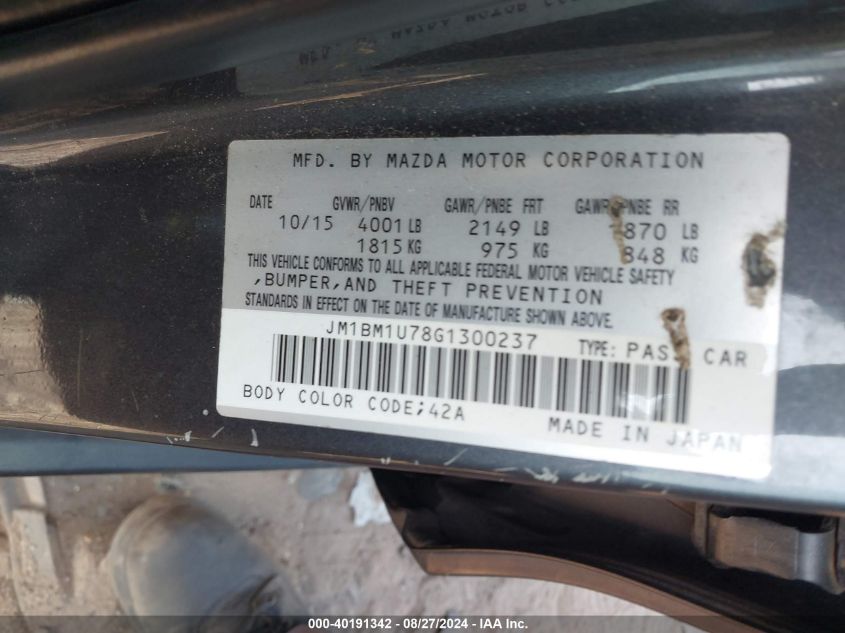 MFD. BY MAZDA MOTOR CORPORATION
DATE GVWR/PNBV GAWR/PNBE FRT GAWR/PNBE RR
10/15 4001 LB 2149 LB 1870 LB
1815 KG 975 KG 848 KG
THIS VEHICLE CONFORMS TO ALL APPLICABLE FEDERAL MOTOR VEHICLE SAFETY
,BUMPER,AND THEFT PREVENTION
STANDARDS IN EFFECT ON THE DATE OF MANUFACTURE SHOWN ABOVE.
JM1BM1U78G1300237 TYPE: PASS CAR
BODY COLOR CODE;42A
MADE IN JAPAN
000-40191342 - 08/27/2024 - IAA Inc.